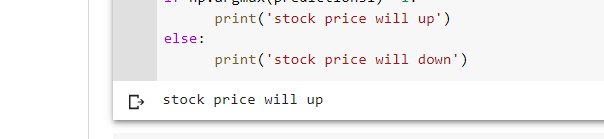 print('stock price will up')
else:
print('stock price will down')
stock price will up